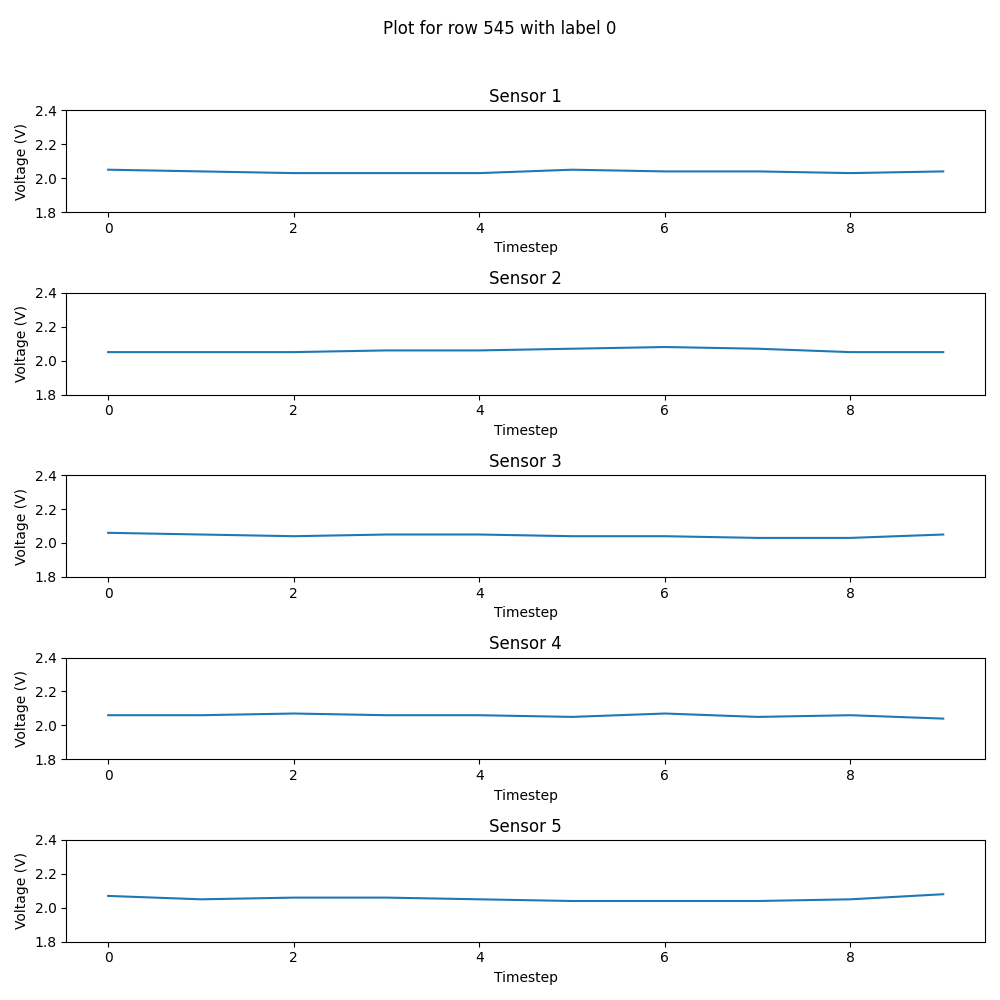 Plot for row 545 with label 0
Sensor 1
2.4
2.2
2.0
1.8
Voltage (V)
0 2 4 6 8
Timestep
Sensor 2
2.4
2.2
2.0
1.8
Voltage (V)
0 2 4 6 8
Timestep
Sensor 3
2.4
2.2
2.0
1.8
Voltage (V)
0 2 4 6 8
Timestep
Sensor 4
2.4
2.2
2.0
1.8
Voltage (V)
0 2 4 6 8
Timestep
Sensor 5
2.4
2.2
2.0
1.8
Voltage (V)
0 2 4 6 8
Timestep